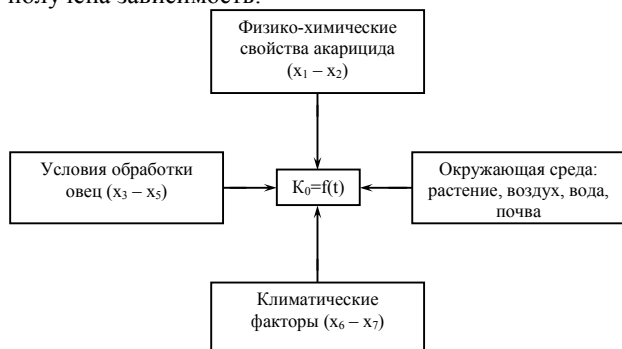 получена зависимость:
Физико-химические
свойства акарицида
(x₁ – x₂)
Условия обработки
овец (x₃ – x₅)
K₀=f(t)
Окружающая среда:
растение, воздух, вода,
почва
Климатические
факторы (x₆ – x₇)